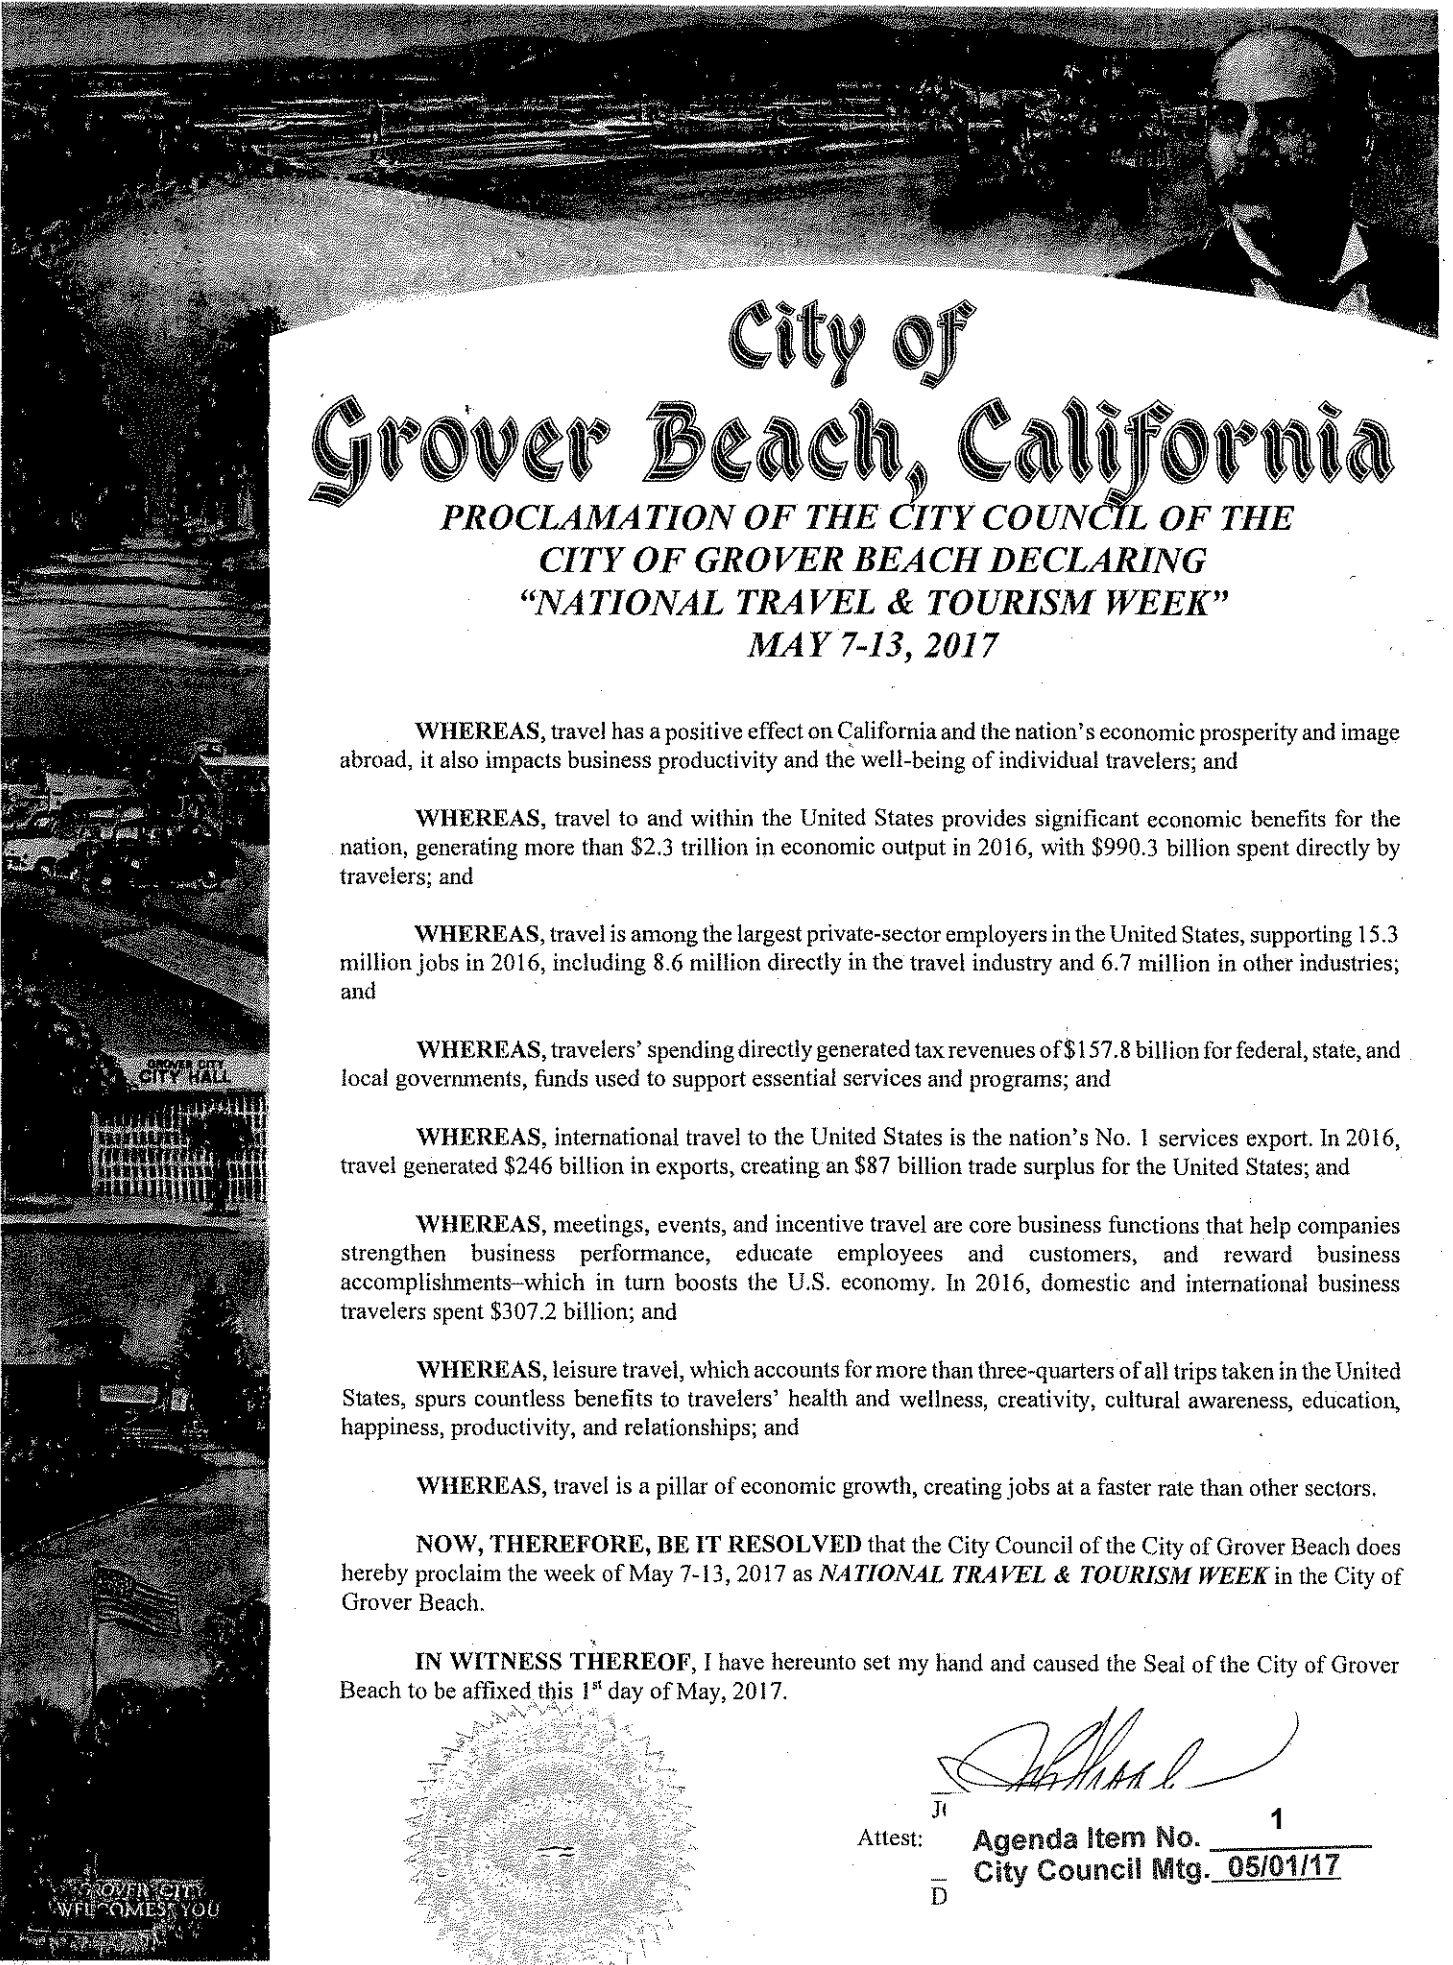 City of
Grover Beach, California
PROCLAMATION OF THE CITY COUNCIL OF THE
CITY OF GROVER BEACH DECLARING
“NATIONAL TRAVEL & TOURISM WEEK”
MAY 7-13, 2017
WHEREAS, travel has a positive effect on California and the nation’s economic prosperity and image
abroad, it also impacts business productivity and the well-being of individual travelers; and
WHEREAS, travel to and within the United States provides significant economic benefits for the
nation, generating more than $2.3 trillion in economic output in 2016, with $990.3 billion spent directly by
travelers; and
WHEREAS, travel is among the largest private-sector employers in the United States, supporting 15.3
million jobs in 2016, including 8.6 million directly in the travel industry and 6.7 million in other industries;
and
WHEREAS, travelers’ spending directly generated tax revenues of $157.8 billion for federal, state, and
local governments, funds used to support essential services and programs; and
WHEREAS, international travel to the United States is the nation’s No. 1 services export. In 2016,
travel generated $246 billion in exports, creating an $87 billion trade surplus for the United States; and
WHEREAS, meetings, events, and incentive travel are core business functions that help companies
strengthen business performance, educate employees and customers, and reward business
accomplishments–which in turn boosts the U.S. economy. In 2016, domestic and international business
travelers spent $307.2 billion; and
WHEREAS, leisure travel, which accounts for more than three-quarters of all trips taken in the United
States, spurs countless benefits to travelers’ health and wellness, creativity, cultural awareness, education,
happiness, productivity, and relationships; and
WHEREAS, travel is a pillar of economic growth, creating jobs at a faster rate than other sectors.
NOW, THEREFORE, BE IT RESOLVED that the City Council of the City of Grover Beach does
hereby proclaim the week of May 7-13, 2017 as NATIONAL TRAVEL & TOURISM WEEK in the City of
Grover Beach.
IN WITNESS THEREOF, I have hereunto set my hand and caused the Seal of the City of Grover
Beach to be affixed this 1st day of May, 2017.
Attest:
Agenda Item No. 1
City Council Mtg. 05/01/17
D
GROVER CITY
CITY HALL
GROVER CITY
WELCOMES YOU